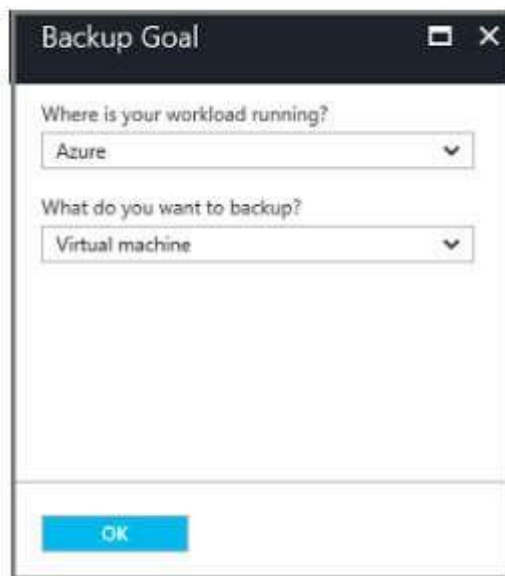 Backup Goal
Where is your workload running?
Azure
What do you want to backup?
Virtual machine
OK